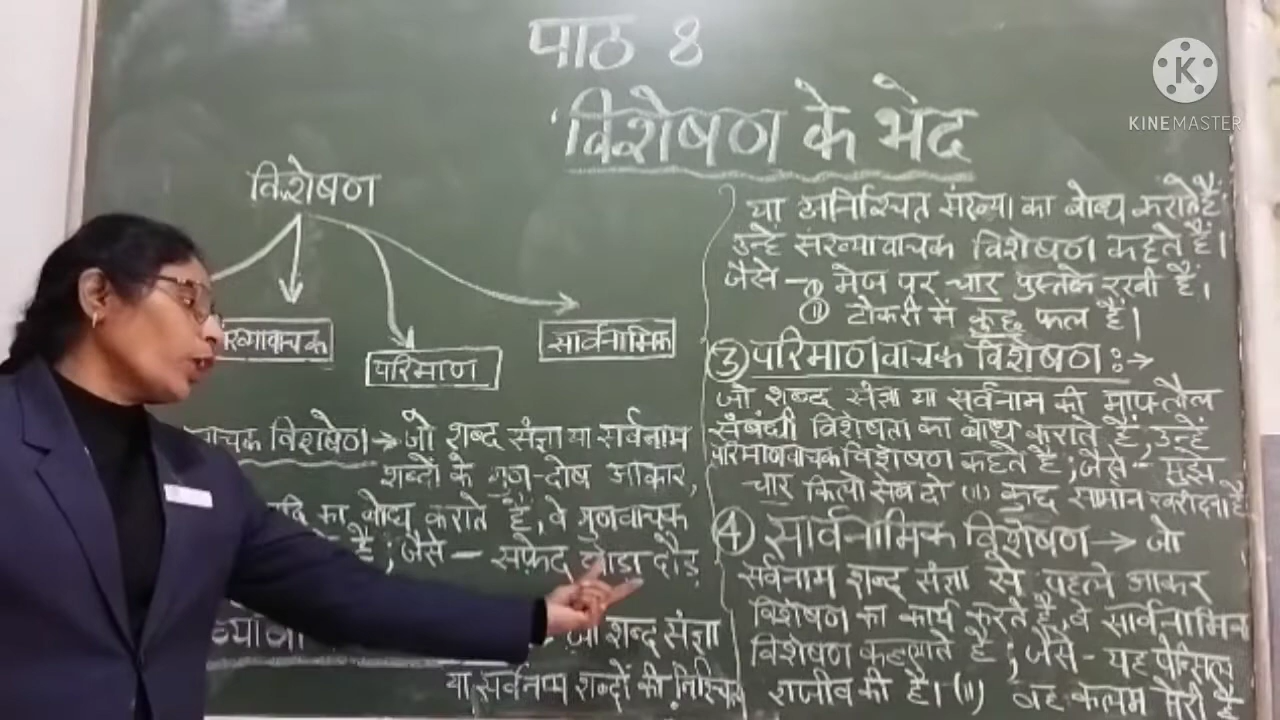 पाठ 8
'विशेषण के भेद
विशेषण
ख्यावाचक
परिमाण
सार्वनामिक
वाचक विशेषण → जो शब्द संज्ञा या सर्वनाम
शब्दों के गुण-दोष आकार,
का बोध कराते हैं, वे गुणवाचक
है; जैसे - सफ़ेद घोडा दौड़
जो शब्द संज्ञा
या सर्वनाम शब्दों की निश्चित
या अनिश्चित संख्या का बोध कराते हैं
उन्हें संख्यावाचक विशेषण कहते हैं।
जैसे - (i) मेज पर चार पुस्तके रखी हैं।
(ii) टोकरी में कुछ फल हैं।
(3) परिमाणवाचक विशेषण :→
जो शब्द संज्ञा या सर्वनाम की माप-तौल
संबंधी विशेषता का बोध कराते हैं, उन्हें
परिमाणवाचक विशेषण कहते है; जैसे - मुझे
चार किलो सेब दो (ii) कुछ सामान खरीदना है
(4) सार्वनामिक विशेषण → जो
सर्वनाम शब्द संज्ञा से पहले आकर
विशेषण का कार्य करते है, वे सार्वनामिक
विशेषण कहलाते है; जैसे - यह पेन्सिल
राजीव की है। (ii) वह कलम मेरी है
KINEMASTER